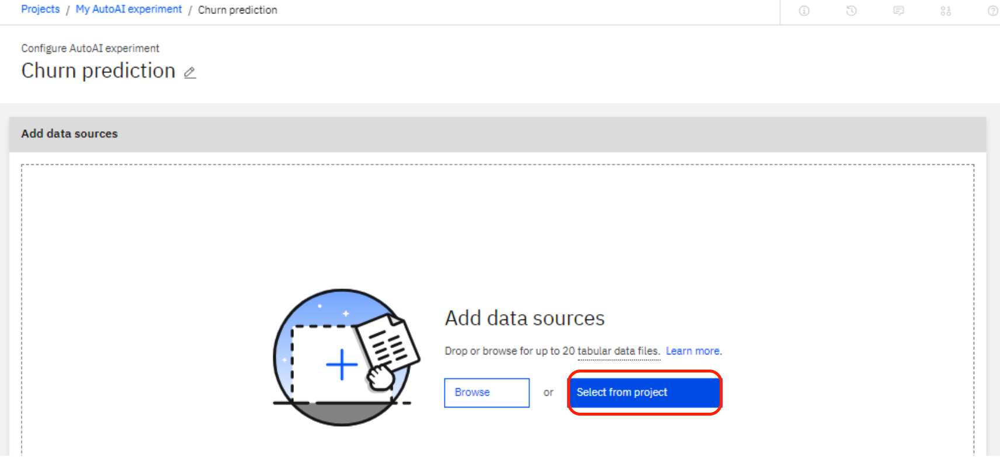 Projects / My AutoAI experiment / Churn prediction
Configure AutoAI experiment
Churn prediction
Add data sources
Add data sources
Drop or browse for up to 20 tabular data files. Learn more.
Browse or Select from project